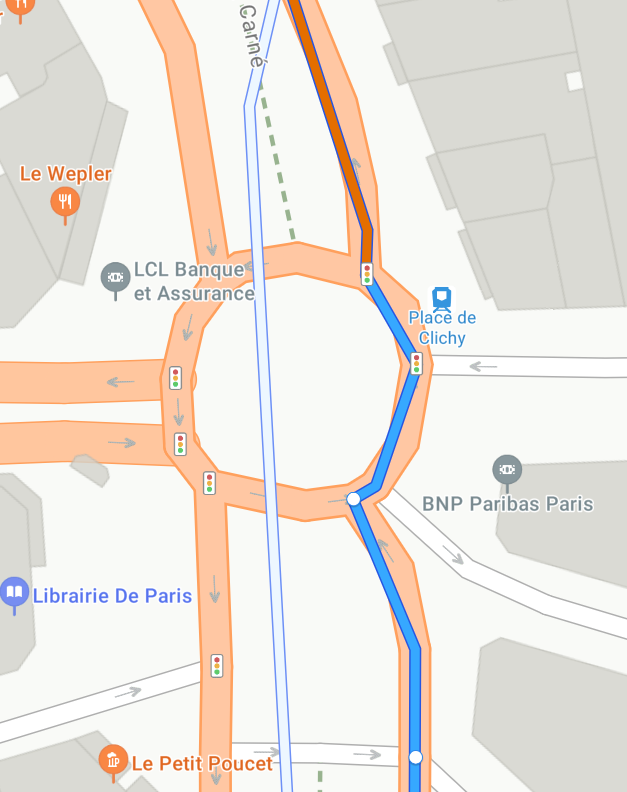 Carné
Le Wepler
LCL Banque
et Assurance
Place de
Clichy
BNP Paribas Paris
Librairie De Paris
Le Petit Poucet